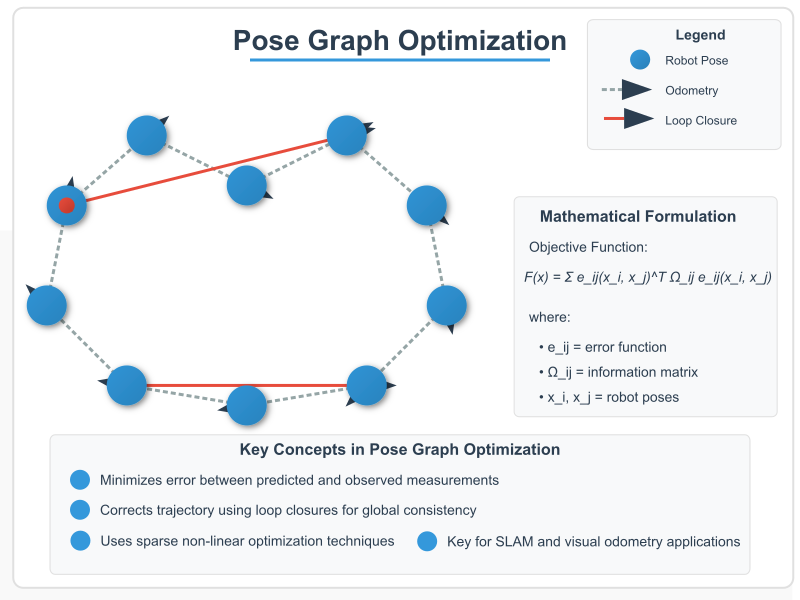 Pose Graph Optimization
Legend
Robot Pose
Odometry
Loop Closure
Mathematical Formulation
Objective Function:
F(x) = Σ e_ij(x_i, x_j)^T Ω_ij e_ij(x_i, x_j)
where:
• e_ij = error function
• Ω_ij = information matrix
• x_i, x_j = robot poses
Key Concepts in Pose Graph Optimization
Minimizes error between predicted and observed measurements
Corrects trajectory using loop closures for global consistency
Uses sparse non-linear optimization techniques
Key for SLAM and visual odometry applications